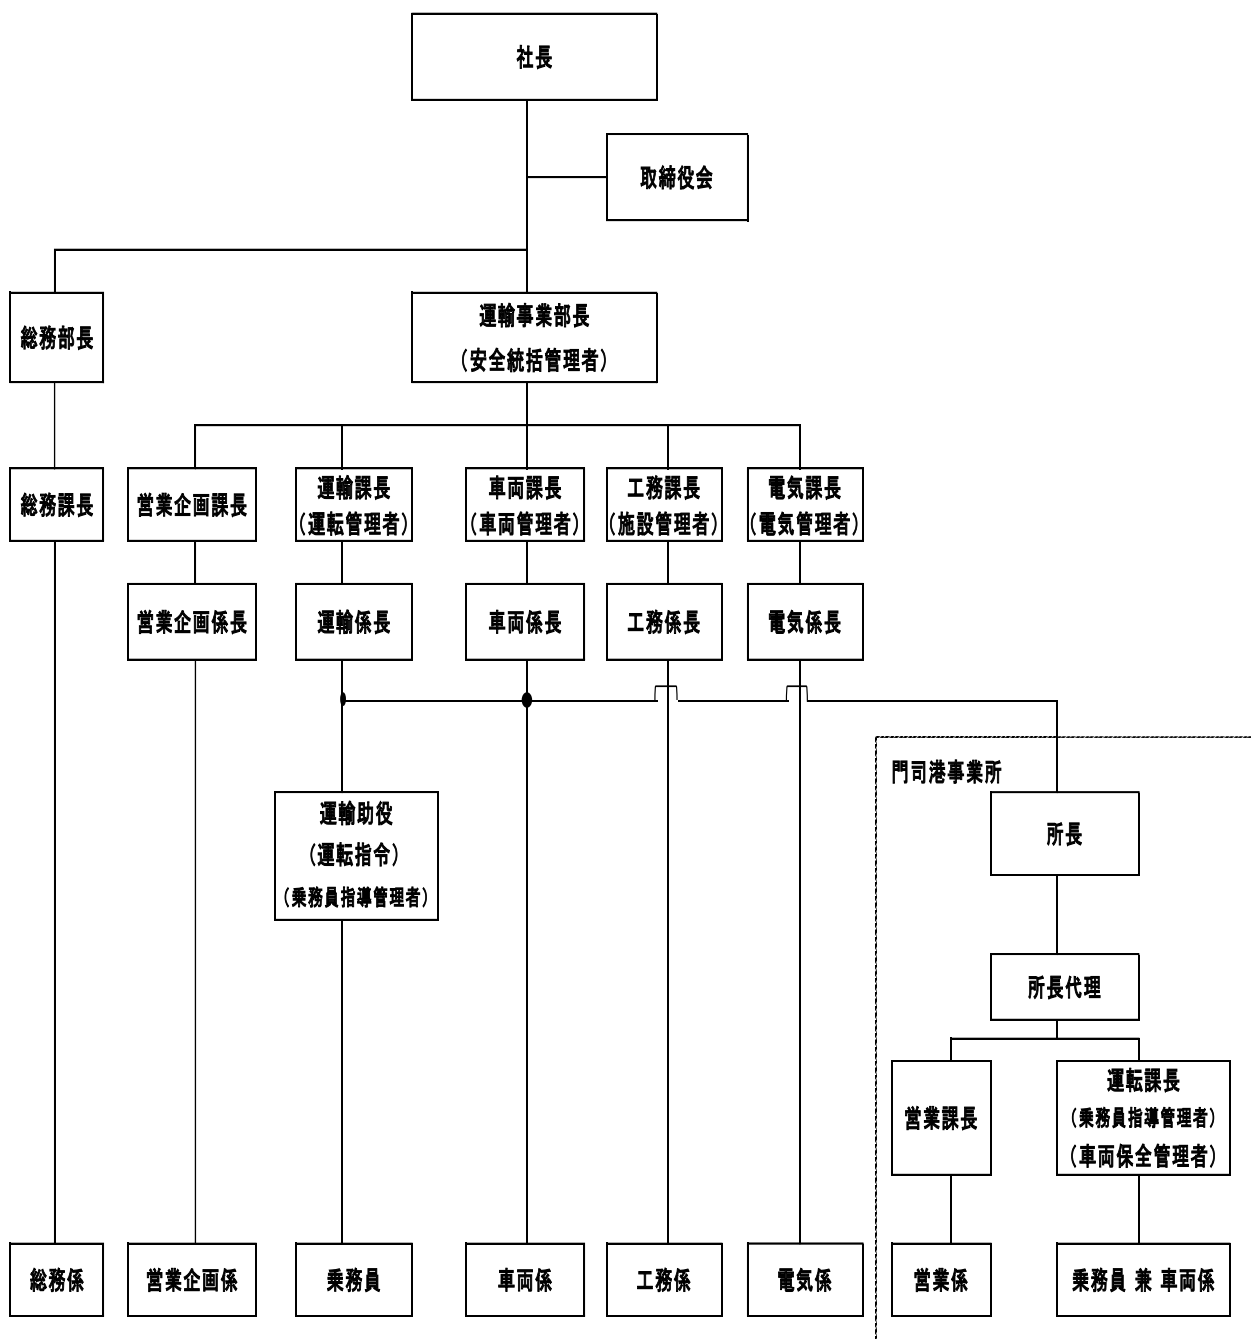 社長
取締役会
総務部長
運輸事業部長
（安全統括管理者）
総務課長
営業企画課長
運輸課長
（運転管理者）
車両課長
（車両管理者）
工務課長
（施設管理者）
電気課長
（電気管理者）
営業企画係長
運輸係長
車両係長
工務係長
電気係長
門司港事業所
運輸助役
（運転指令）
（乗務員指導管理者）
所長
所長代理
営業課長
運転課長
（乗務員指導管理者）
（車両保全管理者）
総務係
営業企画係
乗務員
車両係
工務係
電気係
営業係
乗務員 兼 車両係